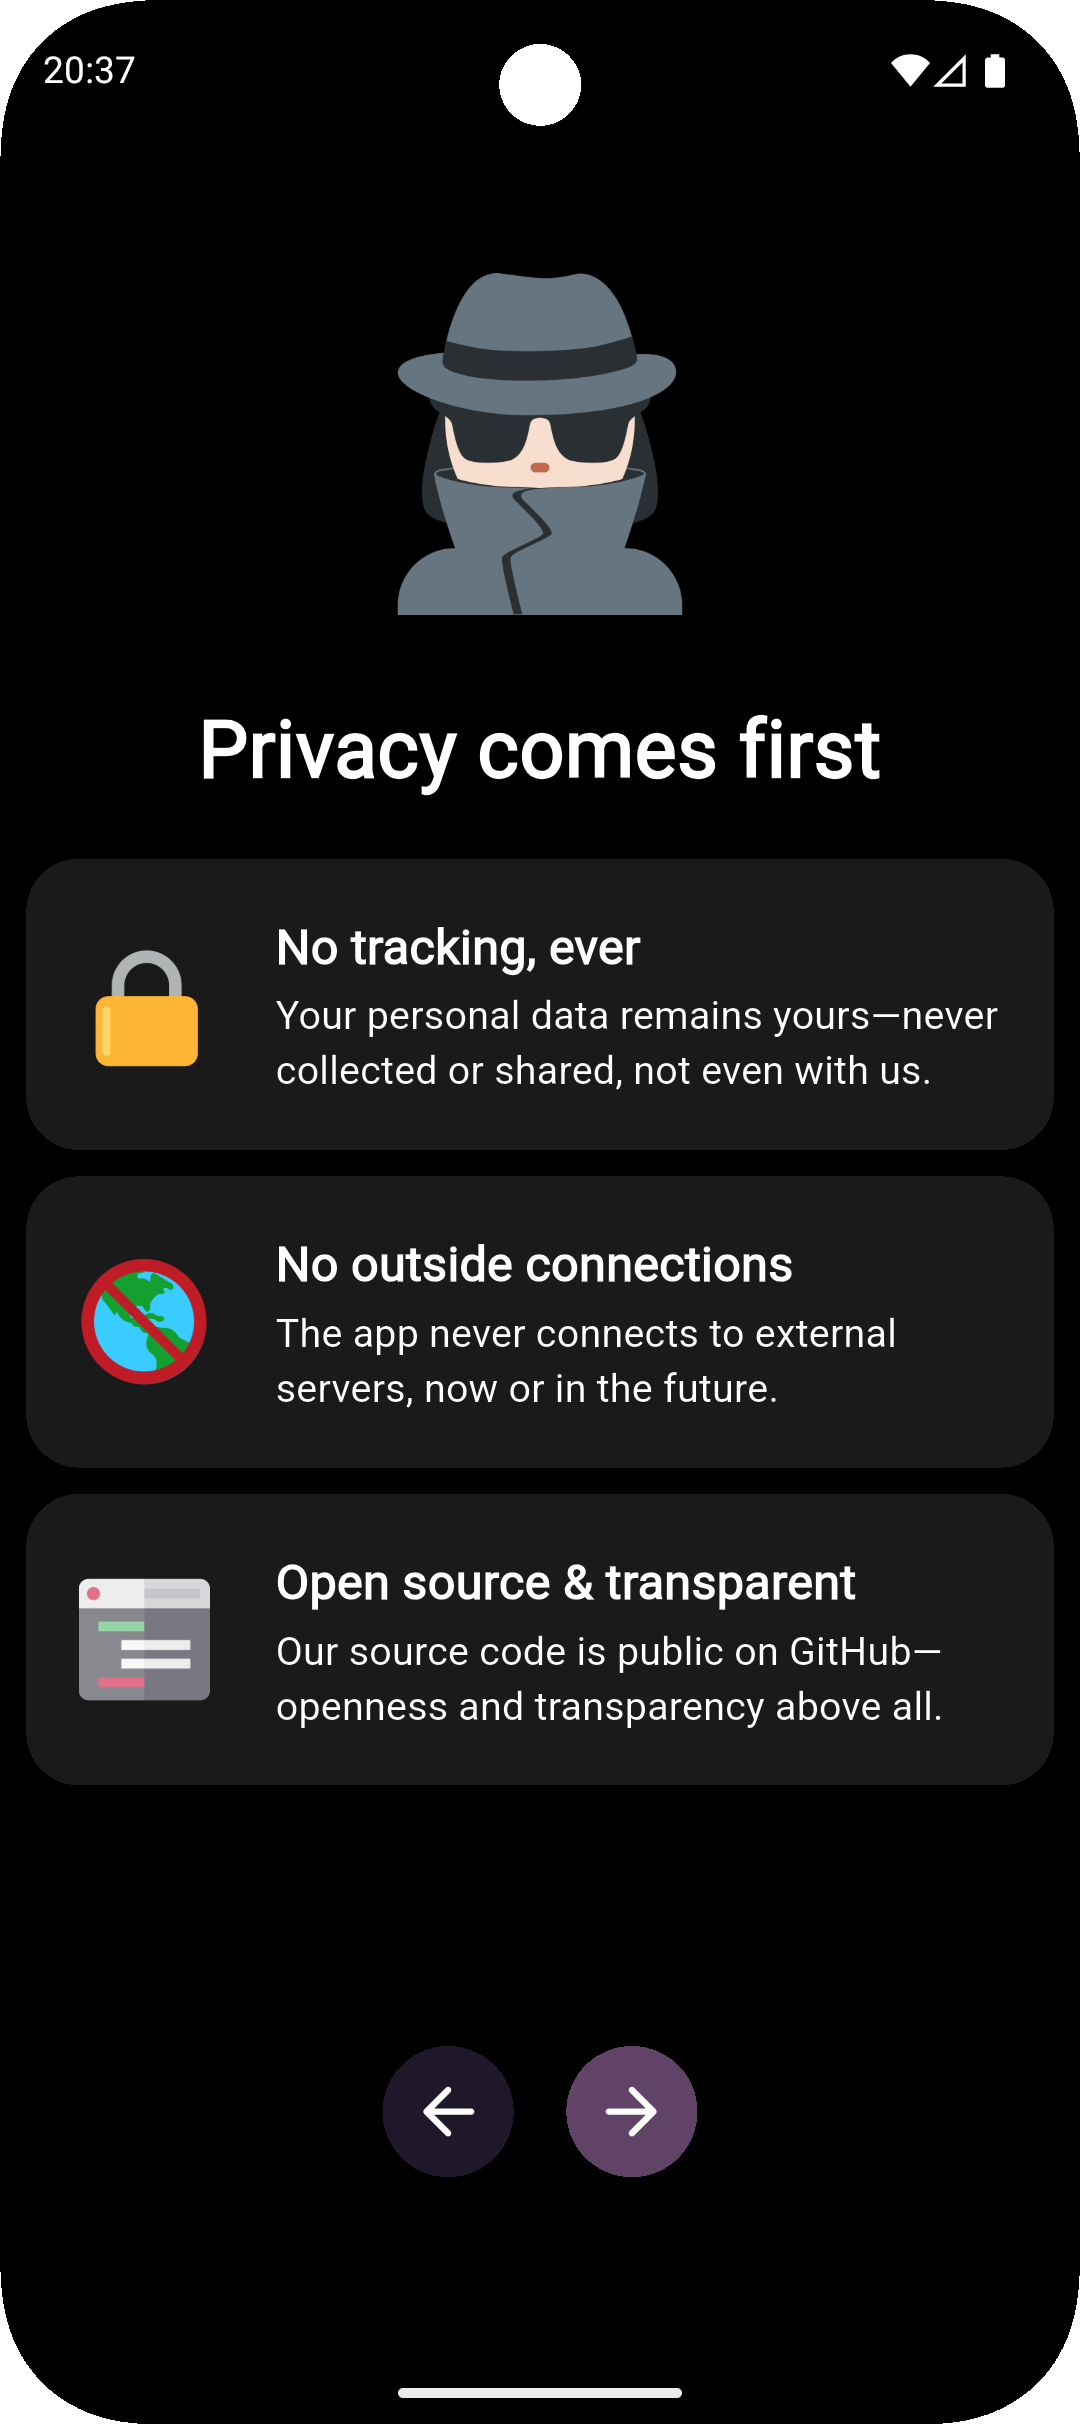 20:37
Privacy comes first
No tracking, ever
Your personal data remains yours—never
collected or shared, not even with us.
No outside connections
The app never connects to external
servers, now or in the future.
Open source & transparent
Our source code is public on GitHub—
openness and transparency above all.